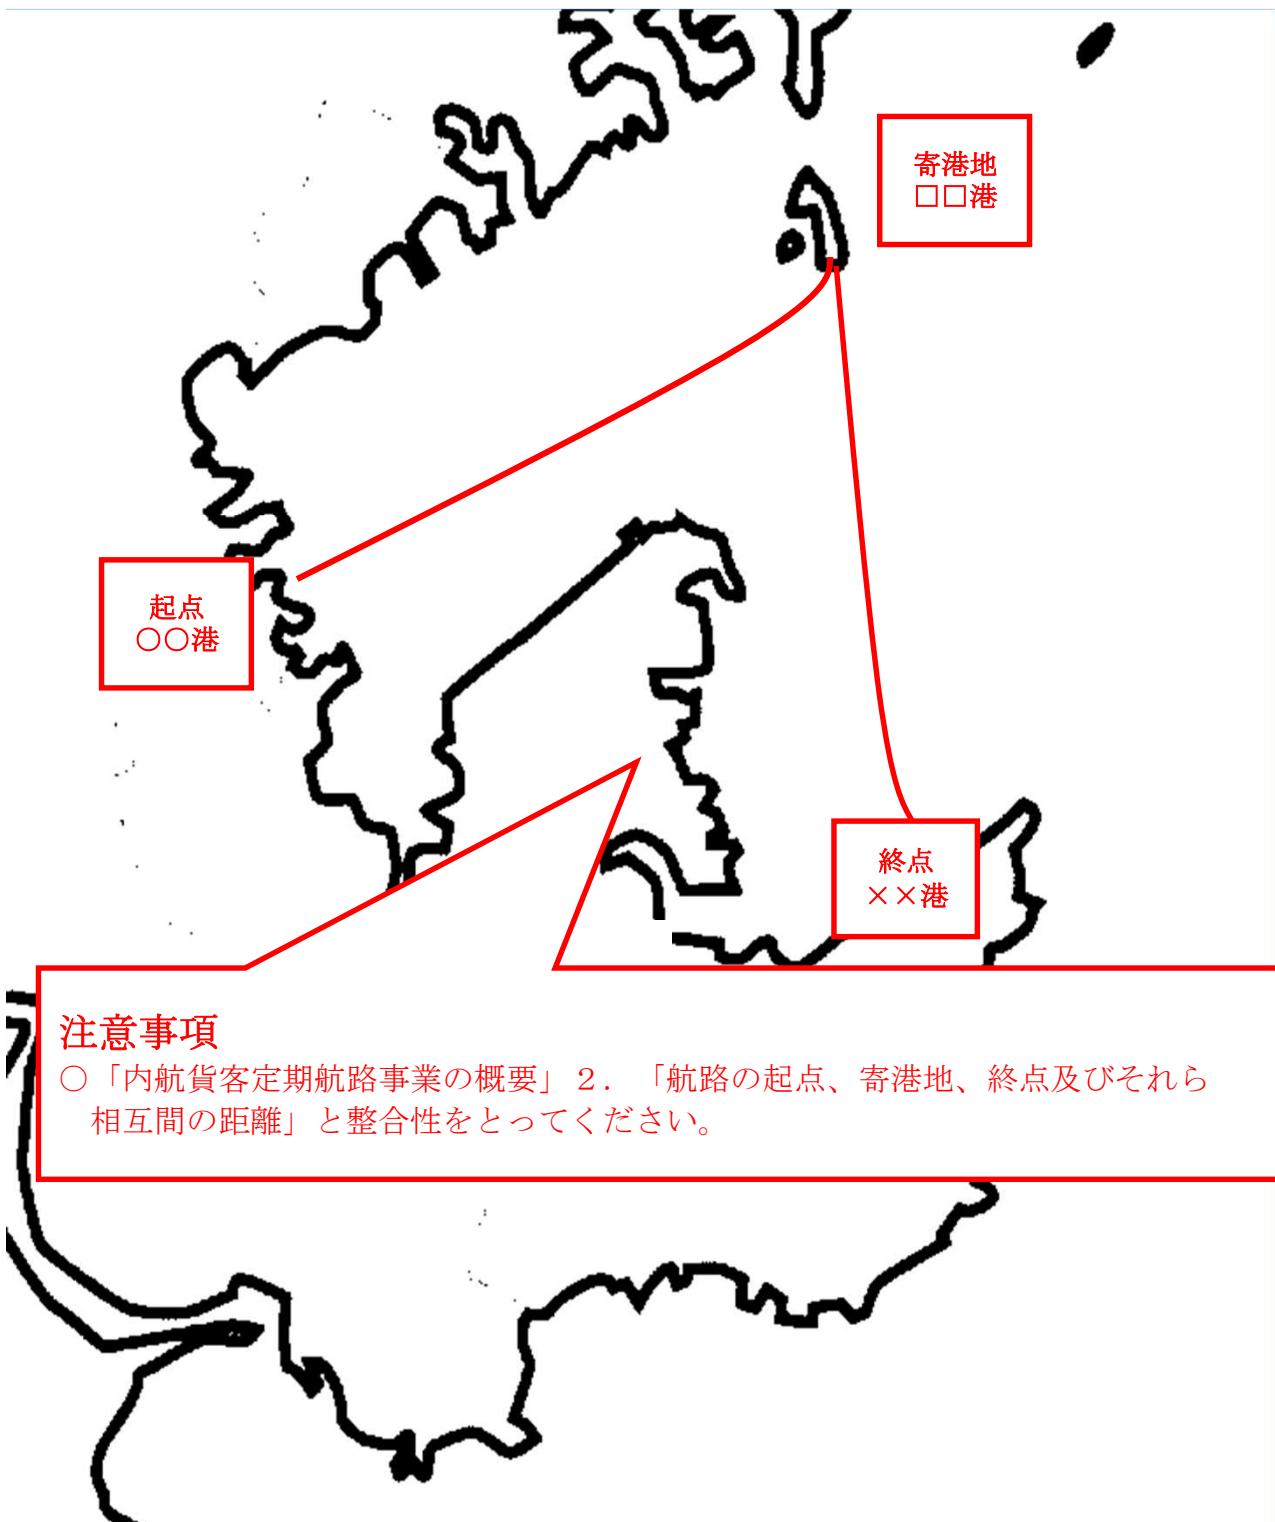 寄港地
□□港
起点
○○港
終点
××港
注意事項
○「内航貨客定期航路事業の概要」２．「航路の起点、寄港地、終点及びそれら
相互間の距離」と整合性をとってください。